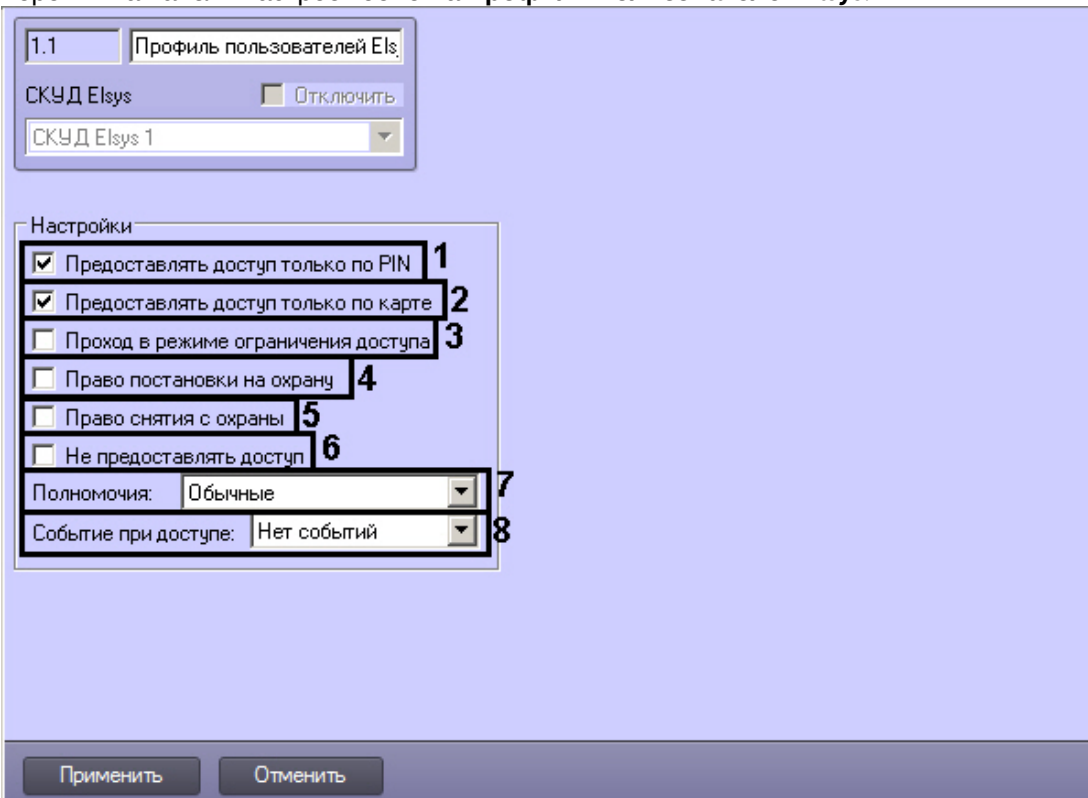 1.1 Профиль пользователей Els
СКУД Elsys Отключить
СКУД Elsys 1
Настройки
Предоставлять доступ только по PIN 1
Предоставлять доступ только по карте 2
Проход в режиме ограничения доступа 3
Право постановки на охрану 4
Право снятия с охраны 5
Не предоставлять доступ 6
Полномочия: Обычные 7
Событие при доступе: Нет событий 8
Применить Отменить